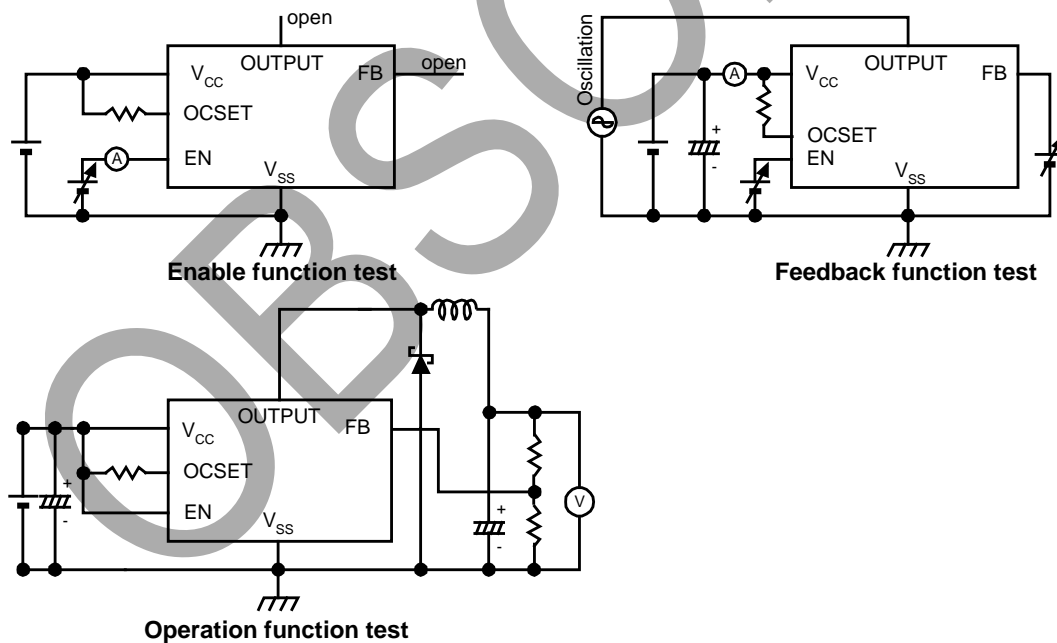 open
OUTPUT
FB
open
VCC
OCSET
A
EN
VSS
Enable function test
Oscillation
OUTPUT
FB
A
VCC
+
-
OCSET
EN
VSS
Feedback function test
OUTPUT
FB
VCC
OCSET
+
-
EN
VSS
+
-
V
Operation function test
OBSO